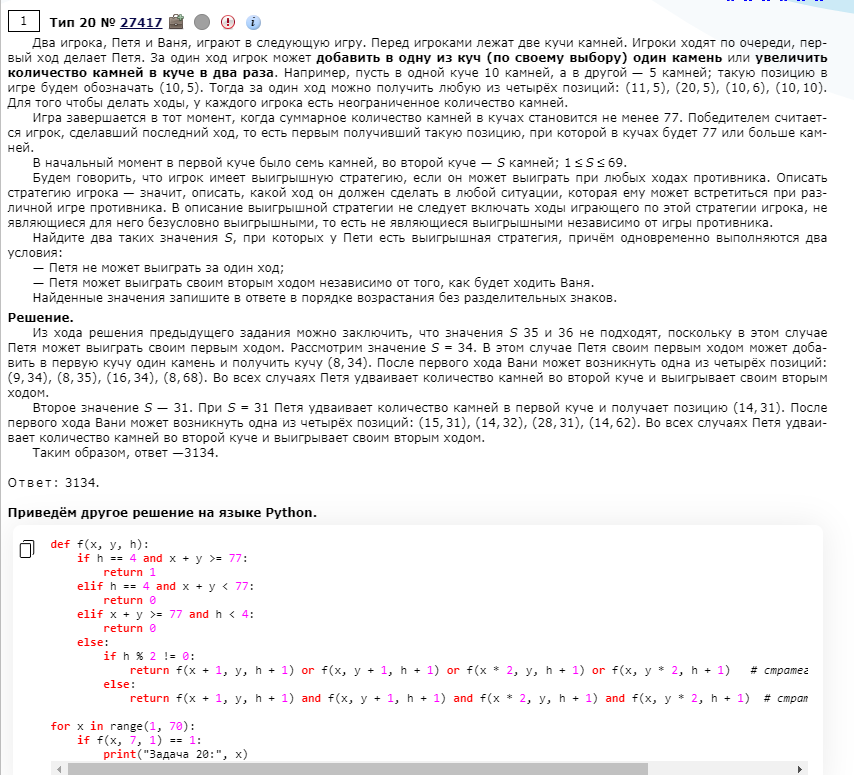 1 Тип 20 № 27417
Два игрока, Петя и Ваня, играют в следующую игру. Перед игроками лежат две кучи камней. Игроки ходят по очереди, пер-
вый ход делает Петя. За один ход игрок может добавить в одну из куч (по своему выбору) один камень или увеличить
количество камней в куче в два раза. Например, пусть в одной куче 10 камней, а в другой — 5 камней; такую позицию в
игре будем обозначать (10, 5). Тогда за один ход можно получить любую из четырёх позиций: (11, 5), (20, 5), (10, 6), (10, 10).
Для того чтобы делать ходы, у каждого игрока есть неограниченное количество камней.
Игра завершается в тот момент, когда суммарное количество камней в кучах становится не менее 77. Победителем считает-
ся игрок, сделавший последний ход, то есть первым получивший такую позицию, при которой в кучах будет 77 или больше кам-
ней.
В начальный момент в первой куче было семь камней, во второй куче — S камней; 1 ≤ S ≤ 69.
Будем говорить, что игрок имеет выигрышную стратегию, если он может выиграть при любых ходах противника. Описать
стратегию игрока — значит, описать, какой ход он должен сделать в любой ситуации, которая ему может встретиться при раз-
личной игре противника. В описание выигрышной стратегии не следует включать ходы играющего по этой стратегии игрока, не
являющиеся для него безусловно выигрышными, то есть не являющиеся выигрышными независимо от игры противника.
Найдите два таких значения S, при которых у Пети есть выигрышная стратегия, причём одновременно выполняются два
условия:
— Петя не может выиграть за один ход;
— Петя может выиграть своим вторым ходом независимо от того, как будет ходить Ваня.
Найденные значения запишите в ответе в порядке возрастания без разделительных знаков.
Решение.
Из хода решения предыдущего задания можно заключить, что значения S 35 и 36 не подходят, поскольку в этом случае
Петя может выиграть своим первым ходом. Рассмотрим значение S = 34. В этом случае Петя своим первым ходом может доба-
вить в первую кучу один камень и получить кучу (8, 34). После первого хода Вани может возникнуть одна из четырёх позиций:
(9, 34), (8, 35), (16, 34), (8, 68). Во всех случаях Петя удваивает количество камней во второй куче и выигрывает своим вторым
ходом.
Второе значение S — 31. При S = 31 Петя удваивает количество камней в первой куче и получает позицию (14, 31). После
первого хода Вани может возникнуть одна из четырёх позиций: (15, 31), (14, 32), (28, 31), (14, 62). Во всех случаях Петя удваи-
вает количество камней во второй куче и выигрывает своим вторым ходом.
Таким образом, ответ —3134.
Ответ: 3134.
Приведём другое решение на языке Python.
def f(x, y, h):
if h == 4 and x + y >= 77:
return 1
elif h == 4 and x + y < 77:
return 0
elif x + y >= 77 and h < 4:
return 0
else:
if h % 2 != 0:
return f(x + 1, y, h + 1) or f(x, y + 1, h + 1) or f(x * 2, y, h + 1) or f(x, y * 2, h + 1) # стратег
else:
return f(x + 1, y, h + 1) and f(x, y + 1, h + 1) and f(x * 2, y, h + 1) and f(x, y * 2, h + 1) # страт
for x in range(1, 70):
if f(x, 7, 1) == 1:
print("Задача 20:", x)